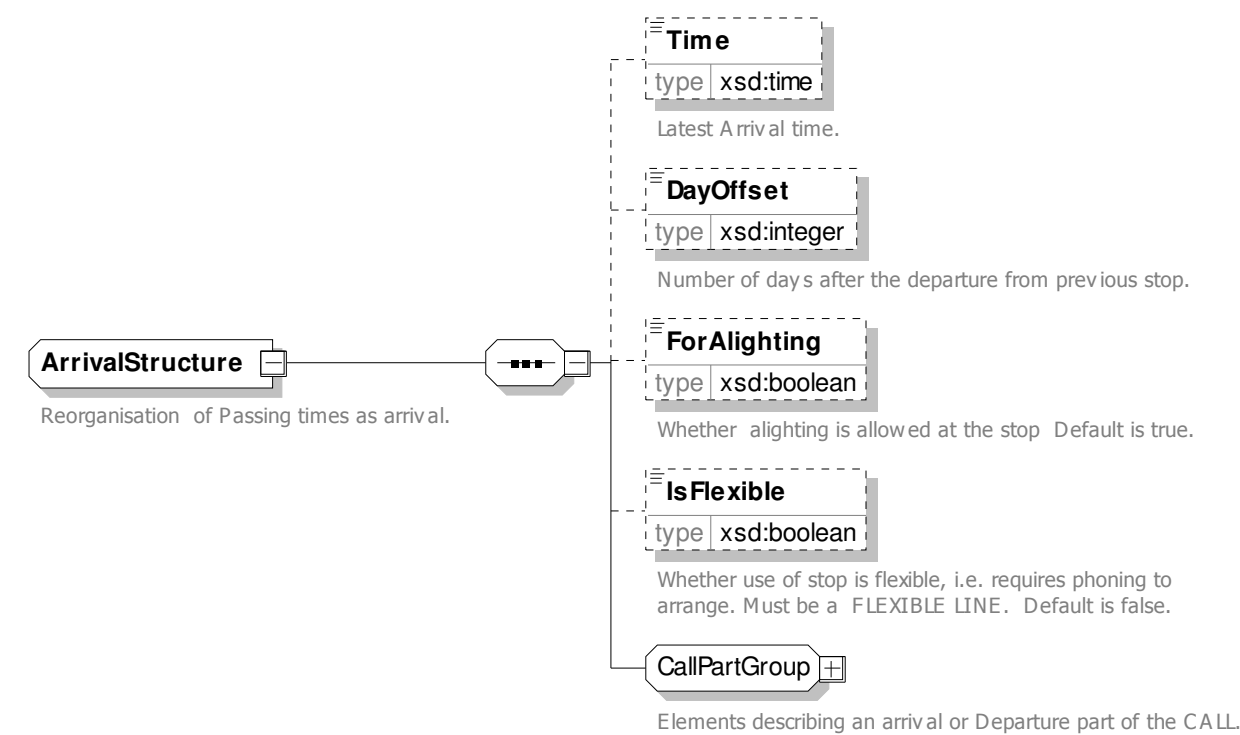 Time
type xsd:time
Latest Arrival time.
DayOffset
type xsd:integer
Number of days after the departure from previous stop.
ForAlighting
type xsd:boolean
Whether alighting is allowed at the stop Default is true.
ArrivalStructure
Reorganisation of Passing times as arrival.
IsFlexible
type xsd:boolean
Whether use of stop is flexible, i.e. requires phoning to
arrange. Must be a FLEXIBLE LINE. Default is false.
CallPartGroup
Elements describing an arrival or Departure part of the CALL.